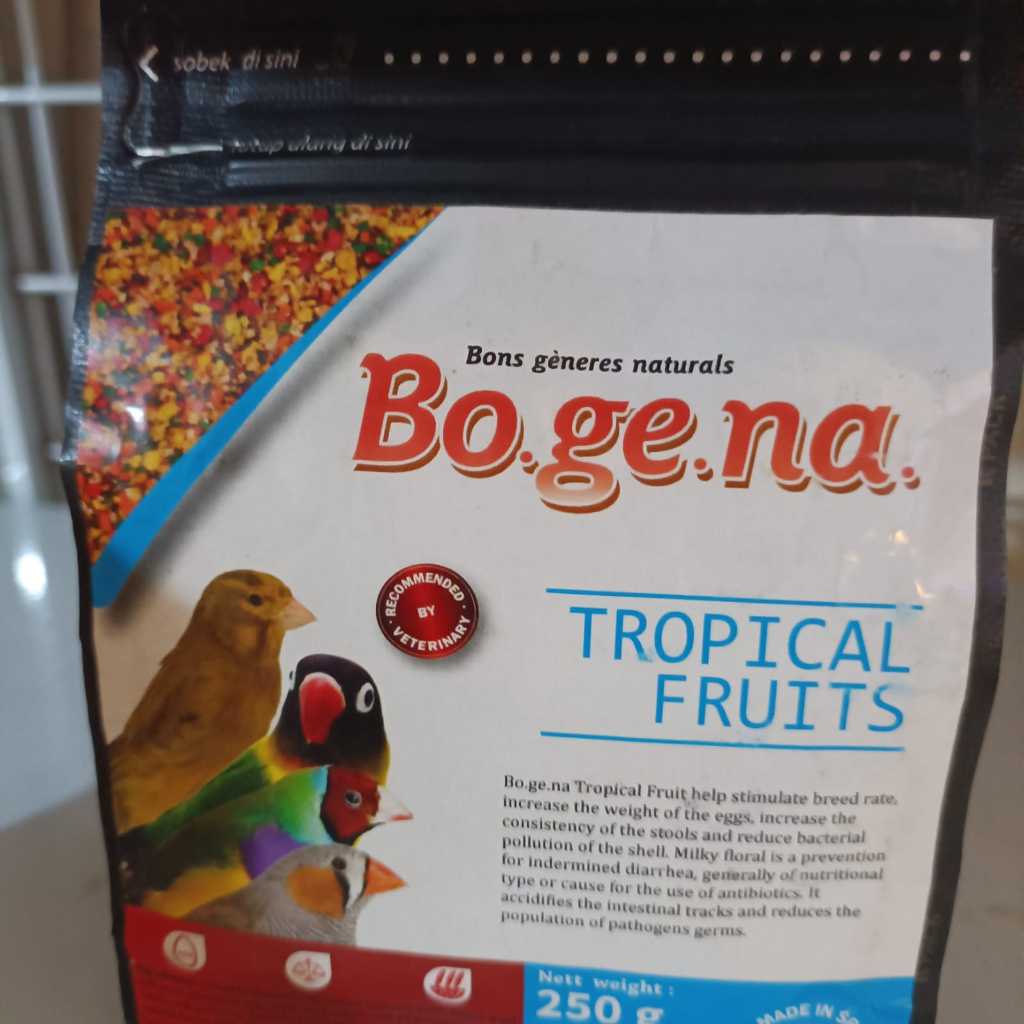 sobek di sini
tutup ulang di sini
Bons gèneres naturals
Bo.ge.na.
RECOMMENDED
BY
VETERINARY
TROPICAL
FRUITS
Bo.ge.na Tropical Fruit help stimulate breed rate,
increase the weight of the eggs, increase the
consistency of the stools and reduce bacterial
pollution of the shell. Milky floral is a prevention
for indermined diarrhea, generally of nutritional
type or cause for the use of antibiotics. It
accidifies the intestinal tracks and reduces the
population of pathogens germs.
Nett weight :
250 g
MADE IN